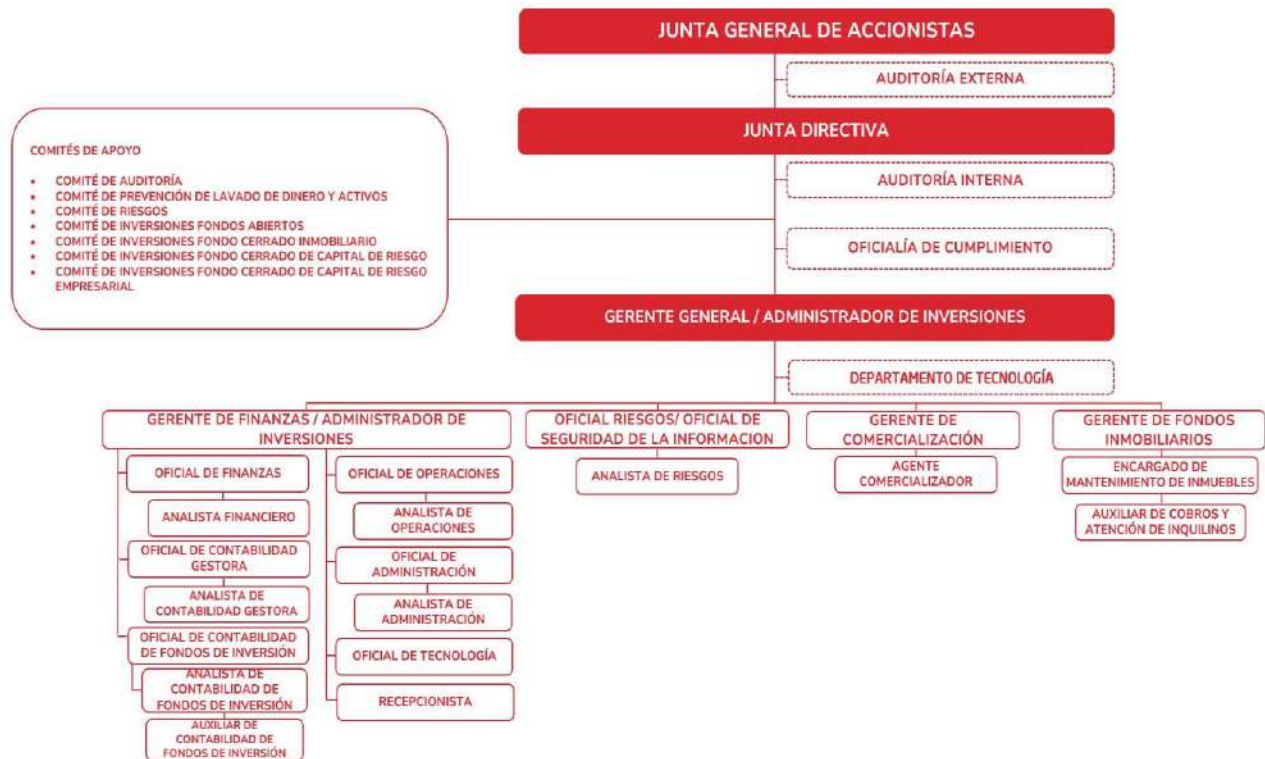 JUNTA GENERAL DE ACCIONISTAS
AUDITORÍA EXTERNA
JUNTA DIRECTIVA
COMITÉS DE APOYO
• COMITÉ DE AUDITORÍA
• COMITÉ DE PREVENCIÓN DE LAVADO DE DINERO Y ACTIVOS
• COMITÉ DE RIESGOS
• COMITÉ DE INVERSIONES FONDOS ABIERTOS
• COMITÉ DE INVERSIONES FONDO CERRADO INMOBILIARIO
• COMITÉ DE INVERSIONES FONDO CERRADO DE CAPITAL DE RIESGO
• COMITÉ DE INVERSIONES FONDO CERRADO DE CAPITAL DE RIESGO
EMPRESARIAL
AUDITORÍA INTERNA
OFICIALÍA DE CUMPLIMIENTO
GERENTE GENERAL / ADMINISTRADOR DE INVERSIONES
DEPARTAMENTO DE TECNOLOGÍA
GERENTE DE FINANZAS / ADMINISTRADOR DE
INVERSIONES
OFICIAL DE FINANZAS
ANALISTA FINANCIERO
OFICIAL DE CONTABILIDAD
GESTORA
ANALISTA DE
CONTABILIDAD GESTORA
OFICIAL DE CONTABILIDAD
DE FONDOS DE INVERSIÓN
ANALISTA DE
CONTABILIDAD DE
FONDOS DE INVERSIÓN
AUXILIAR DE
CONTABILIDAD DE
FONDOS DE INVERSIÓN
OFICIAL DE OPERACIONES
ANALISTA DE
OPERACIONES
OFICIAL DE
ADMINISTRACIÓN
ANALISTA DE
ADMINISTRACIÓN
OFICIAL DE TECNOLOGÍA
RECEPCIONISTA
OFICIAL RIESGOS/ OFICIAL DE
SEGURIDAD DE LA INFORMACION
ANALISTA DE RIESGOS
GERENTE DE
COMERCIALIZACIÓN
AGENTE
COMERCIALIZADOR
GERENTE DE FONDOS
INMOBILIARIOS
ENCARGADO DE
MANTENIMIENTO DE INMUEBLES
AUXILIAR DE COBROS Y
ATENCIÓN DE INQUILINOS